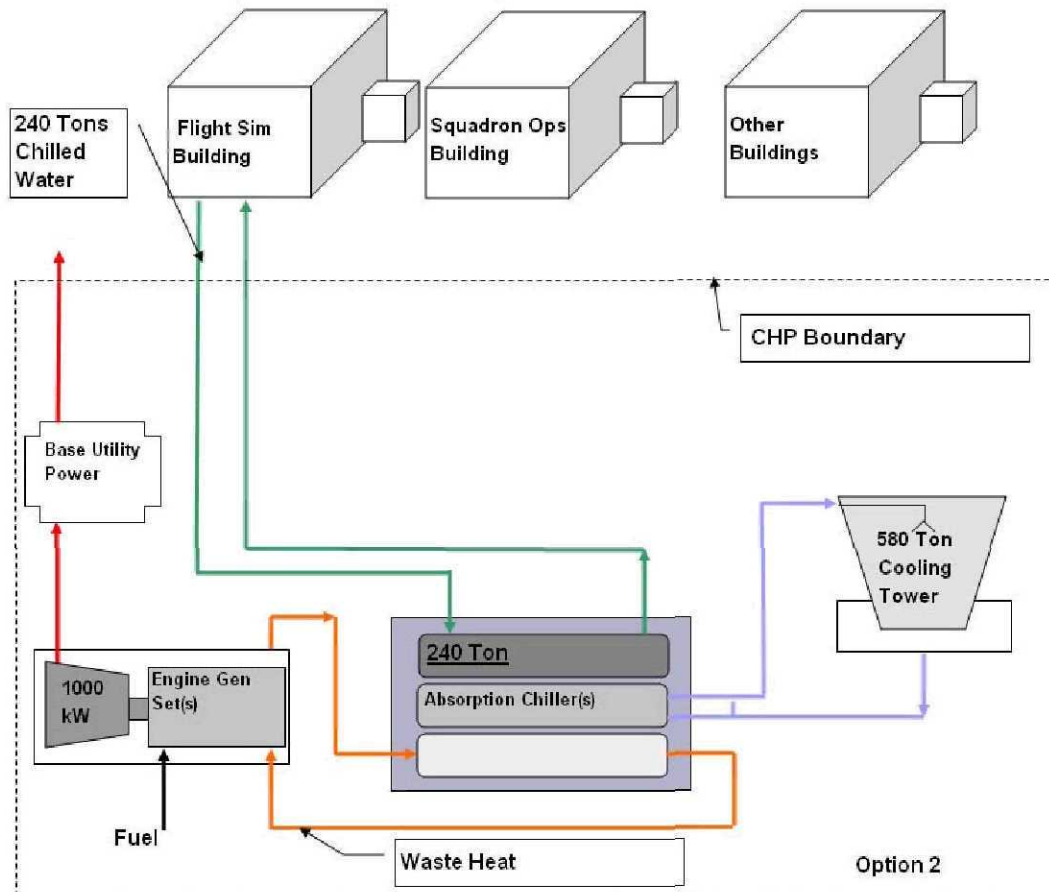 240 Tons
Chilled
Water
Flight Sim
Building
Squadron Ops
Building
Other
Buildings
CHP Boundary
Base Utility
Power
580 Ton
Cooling
Tower
240 Ton
Absorption Chiller(s)
1000
kW
Engine Gen
Set(s)
Fuel
Waste Heat
Option 2